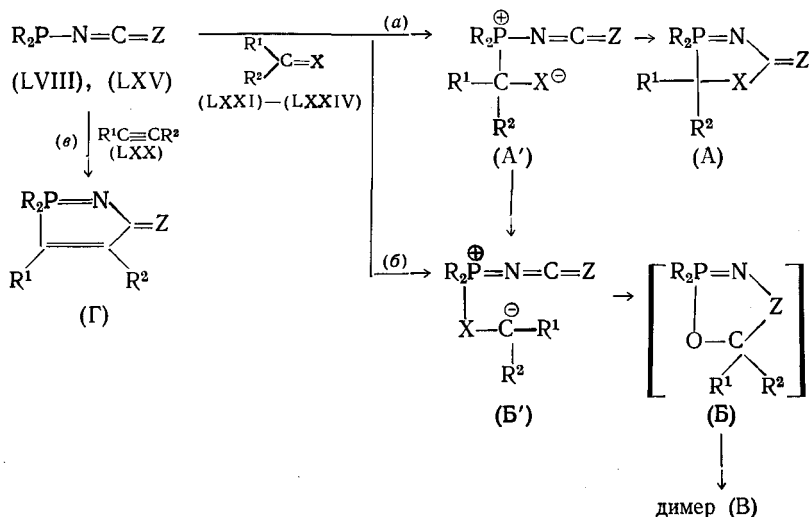 R₂P—N=C=Z
(LVIII), (LXV)
(а)
R¹
R²
C=X
(LXXI)—(LXXIV)
⊕
R₂P—N=C=Z
R¹—C—X⊖
R²
(А′)
R₂P=N
C=Z
R¹
X
R²
(А)
(в)
R¹C≡CR²
(LXX)
R₂P=N
=Z
R¹
R²
(Г)
(б)
⊕
R₂P=N=C=Z
⊖
X—C—R¹
R²
(Б′)
R₂P=N
Z
O—C
R¹
R²
(Б)
димер (В)